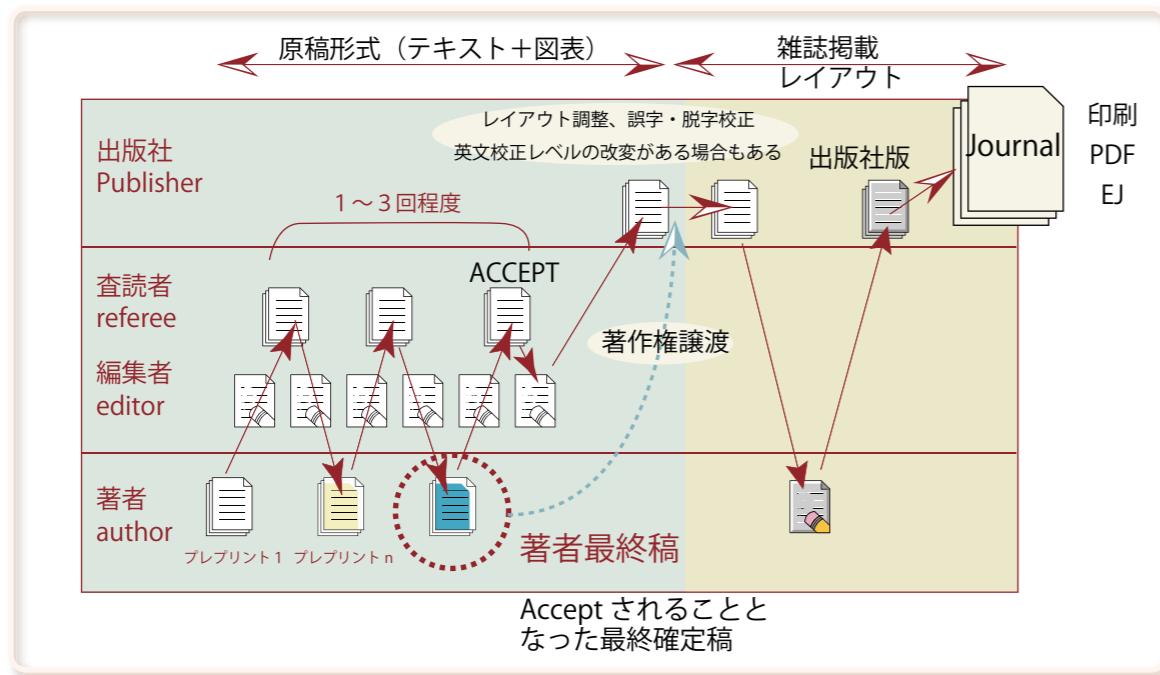 原稿形式（テキスト＋図表）
雑誌掲載
レイアウト
レイアウト調整、誤字・脱字校正
英文校正レベルの改変がある場合もある
出版社
Publisher
1～3回程度
出版社版
Journal
印刷
PDF
EJ
査読者
referee
ACCEPT
著作権譲渡
編集者
editor
著者
author
プレプリント1
プレプリントn
著者最終稿
Accept されることと
なった最終確定稿